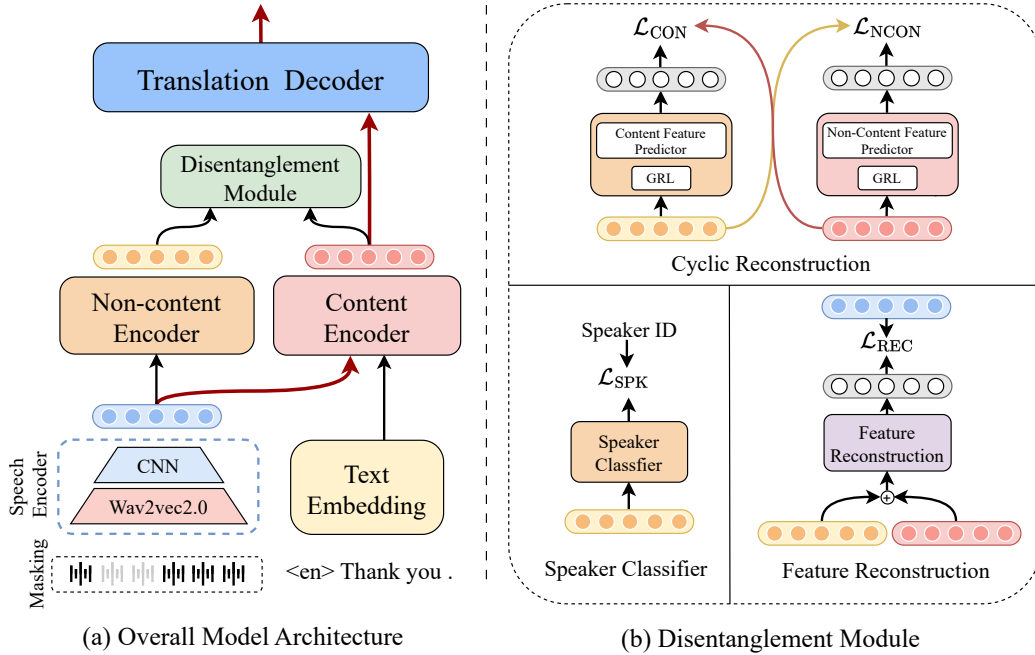 Translation Decoder
Disentanglement
Module
Non-content
Encoder
Content
Encoder
Speech
Encoder
CNN
Wav2vec2.0
Text
Embedding
Masking
<en> Thank you .
(a) Overall Model Architecture
ℒCON
ℒNCON
Content Feature
Predictor
GRL
Non-Content Feature
Predictor
GRL
Cyclic Reconstruction
Speaker ID
ℒSPK
Speaker
Classfier
Speaker Classifier
ℒREC
Feature
Reconstruction
+
Feature Reconstruction
(b) Disentanglement Module